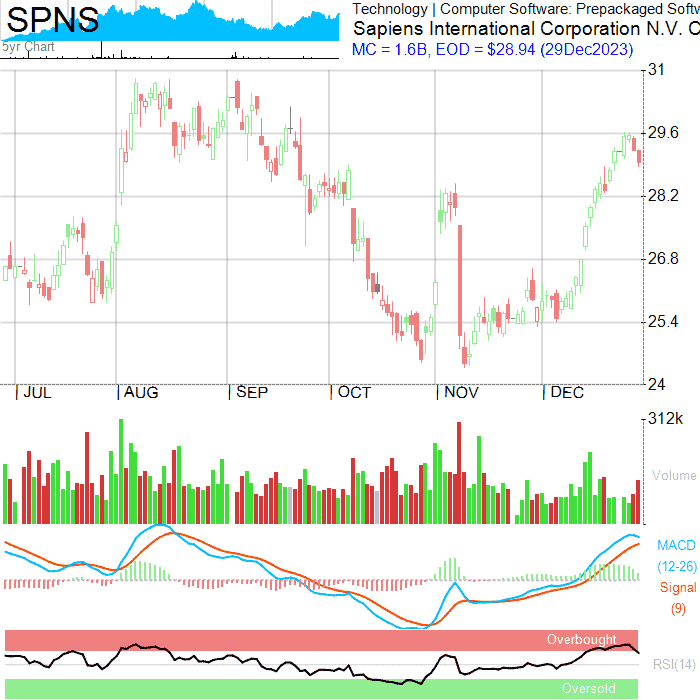 SPNS
5yr Chart
Technology | Computer Software: Prepackaged Softw
Sapiens International Corporation N.V. C
MC = 1.6B, EOD = $28.94 (29Dec2023)
31
29.6
28.2
26.8
25.4
24
| JUL | AUG | SEP | OCT | NOV | DEC
312k
Volume
MACD
(12-26)
Signal
(9)
Overbought
RSI(14)
Oversold